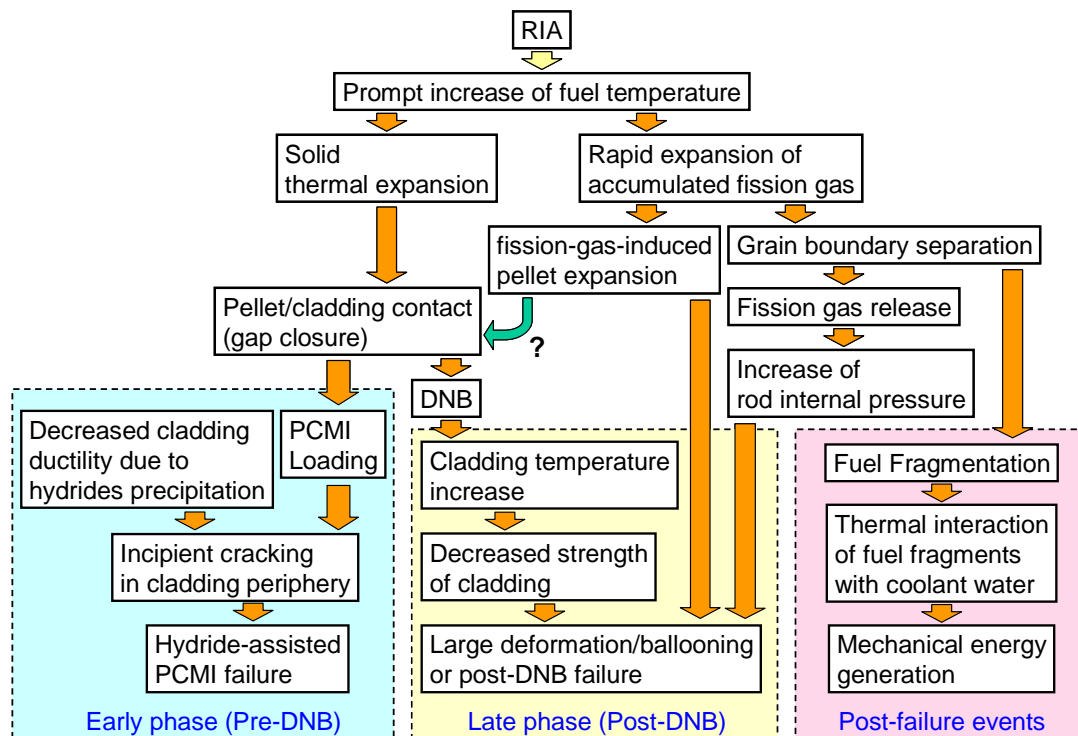 RIA
Prompt increase of fuel temperature
Solid
thermal expansion
Rapid expansion of
accumulated fission gas
fission-gas-induced
pellet expansion
Grain boundary separation
Pellet/cladding contact
(gap closure)
?
Fission gas release
Increase of
rod internal pressure
DNB
Decreased cladding
ductility due to
hydrides precipitation
PCMI
Loading
Incipient cracking
in cladding periphery
Hydride-assisted
PCMI failure
Early phase (Pre-DNB)
Cladding temperature
increase
Decreased strength
of cladding
Large deformation/ballooning
or post-DNB failure
Late phase (Post-DNB)
Fuel Fragmentation
Thermal interaction
of fuel fragments
with coolant water
Mechanical energy
generation
Post-failure events